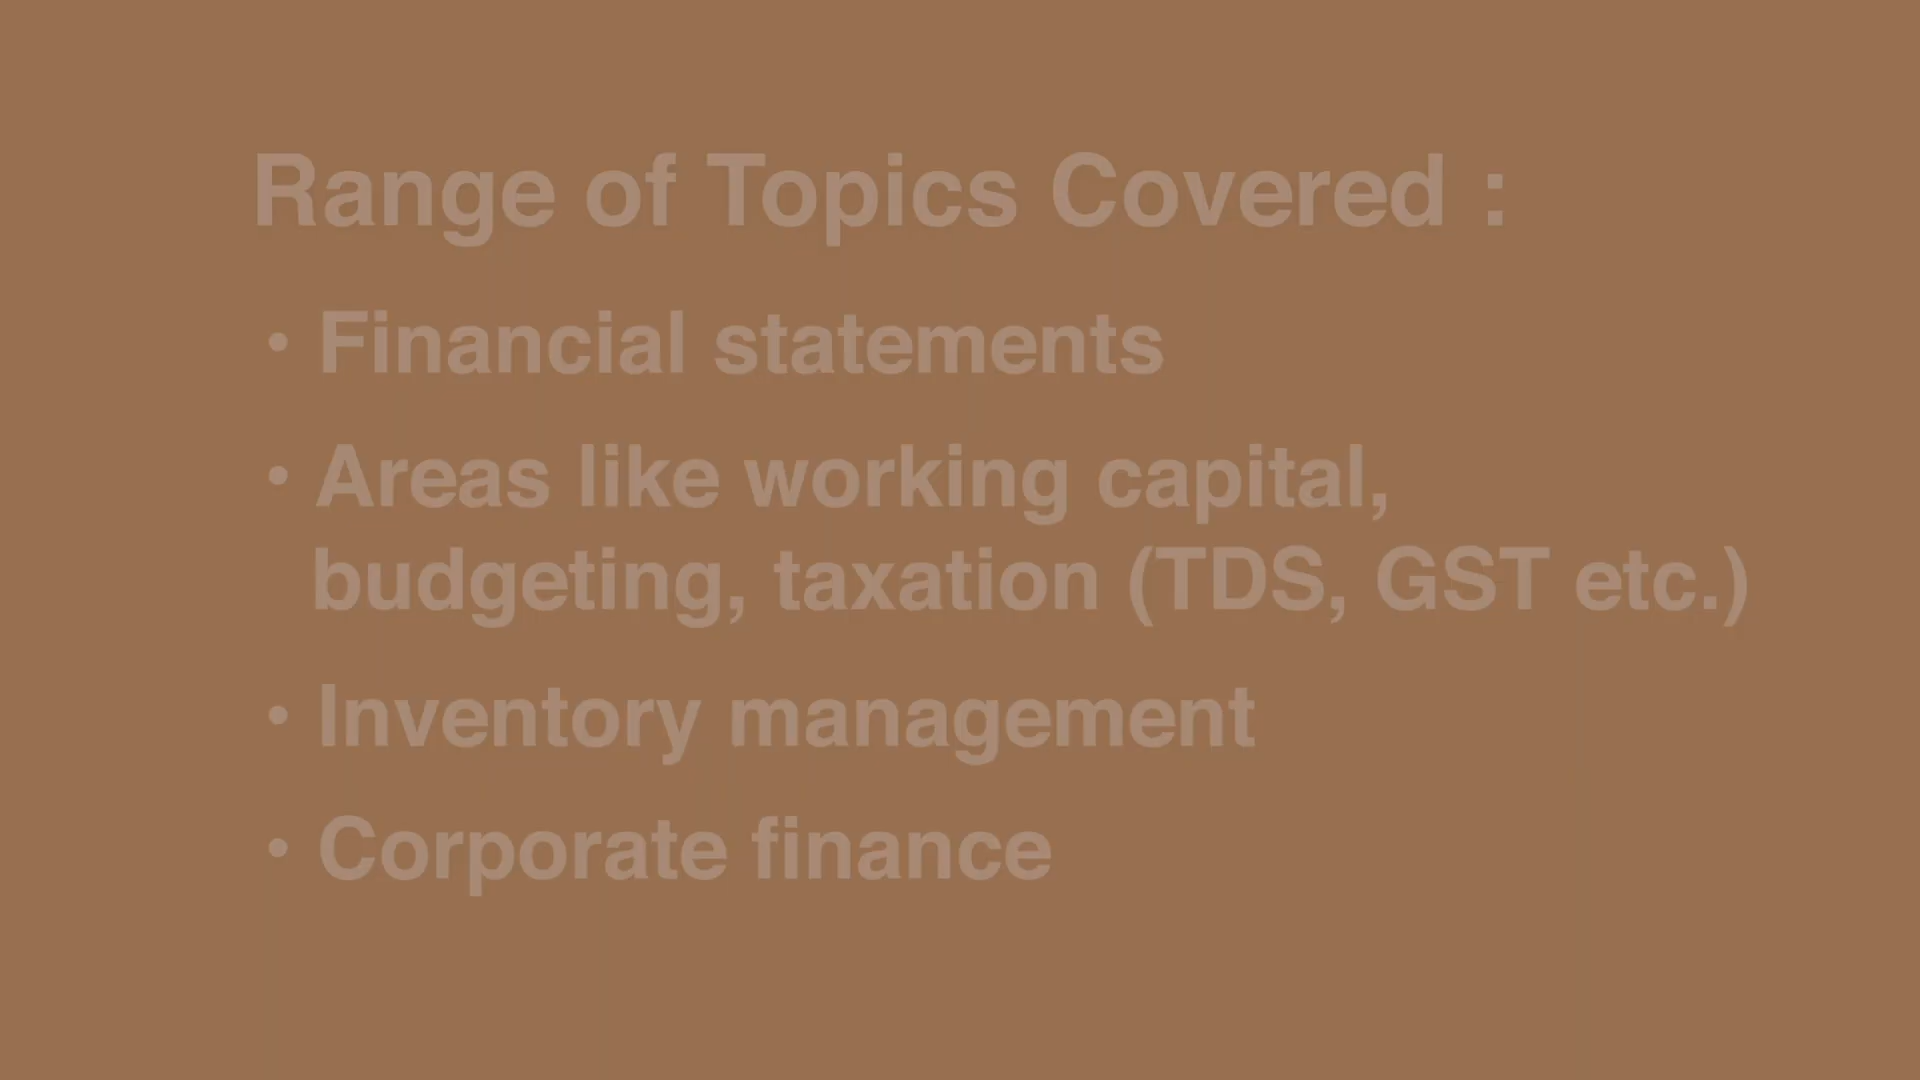 Range of Topics Covered :
• Financial statements
• Areas like working capital,
budgeting, taxation (TDS, GST etc.)
• Inventory management
• Corporate finance